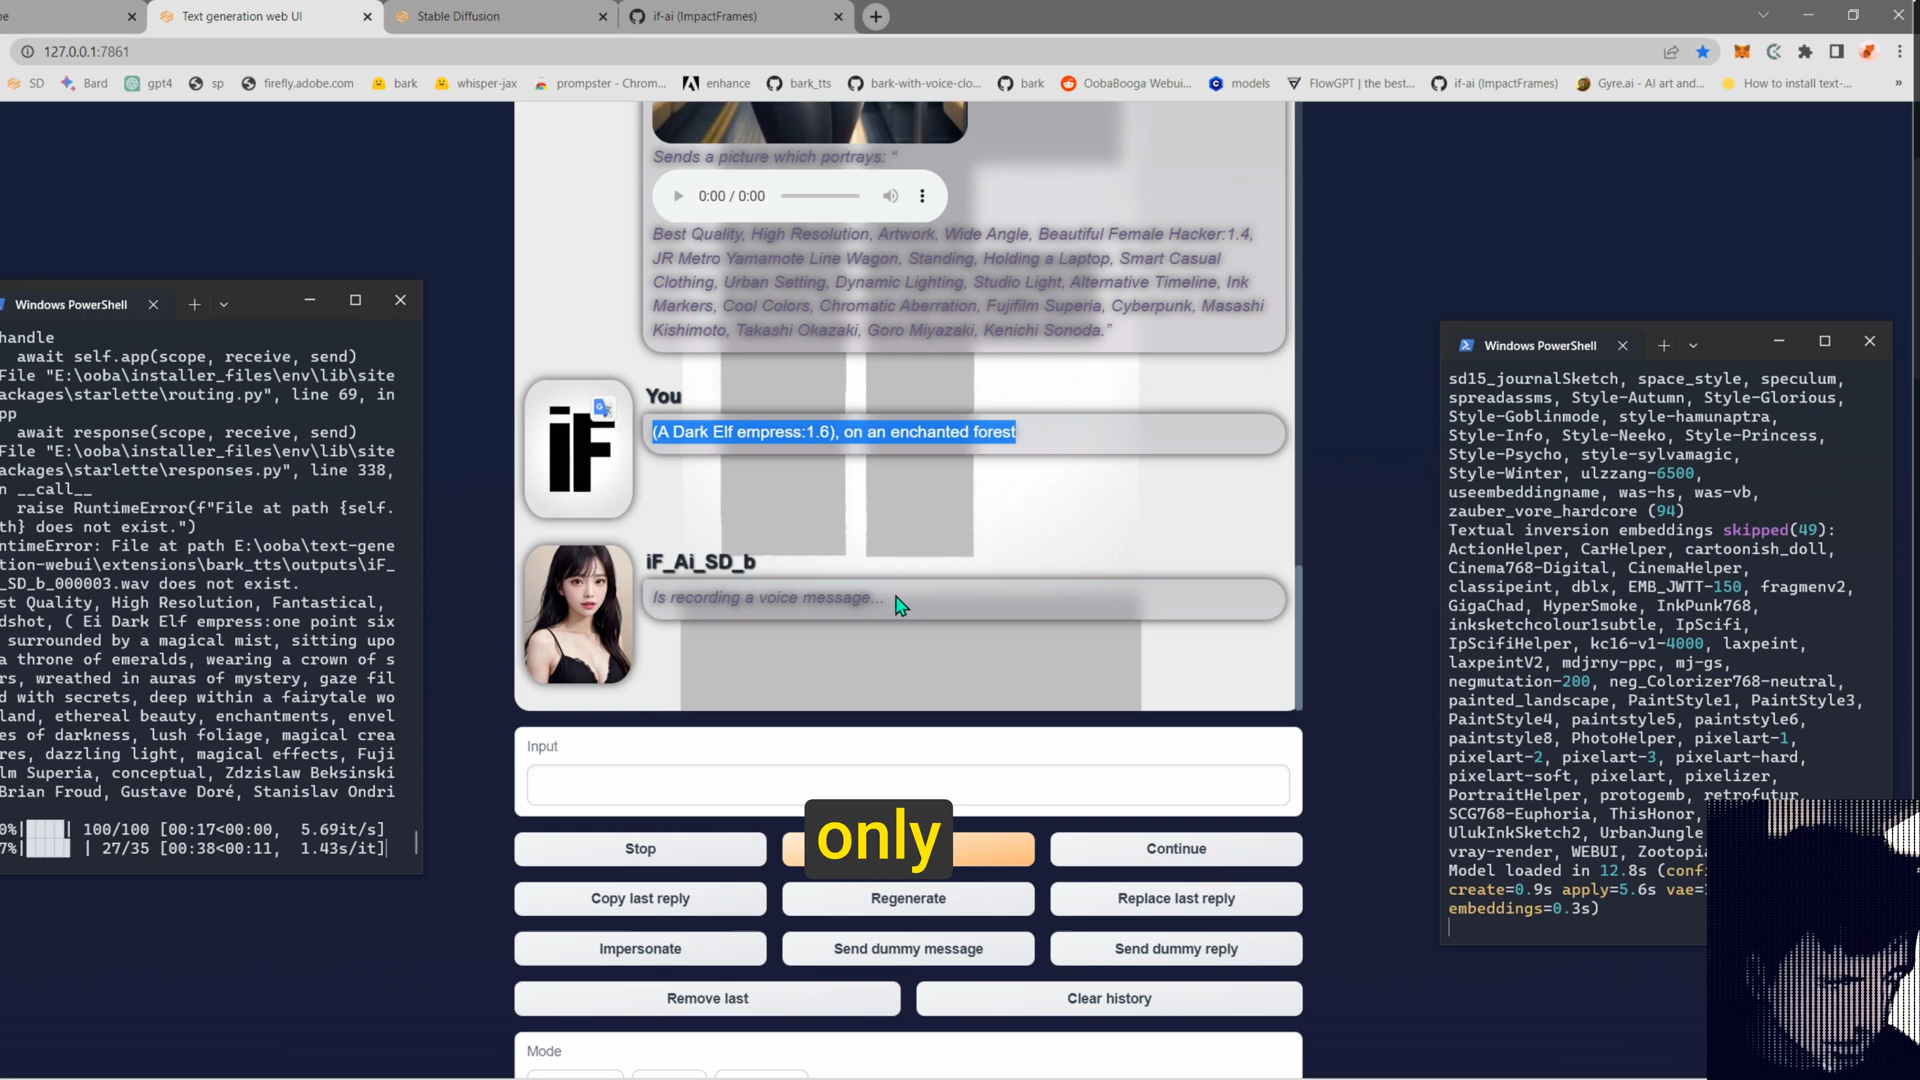 Text generation web UI
Stable Diffusion
if-ai (ImpactFrames)
127.0.0.1:7861
SD
Bard
gpt4
sp
firefly.adobe.com
bark
whisper-jax
prompster - Chrom...
enhance
bark_tts
bark-with-voice-clo...
bark
OobaBooga Webui...
models
FlowGPT | the best...
if-ai (ImpactFrames)
Gyre.ai - AI art and...
How to install text-...
»
Sends a picture which portrays: “
0:00 / 0:00
Best Quality, High Resolution, Artwork, Wide Angle, Beautiful Female Hacker:1.4,
JR Metro Yamamote Line Wagon, Standing, Holding a Laptop, Smart Casual
Clothing, Urban Setting, Dynamic Lighting, Studio Light, Alternative Timeline, Ink
Markers, Cool Colors, Chromatic Aberration, Fujifilm Superia, Cyberpunk, Masashi
Kishimoto, Takashi Okazaki, Goro Miyazaki, Kenichi Sonoda.”
You
iF
(A Dark Elf empress:1.6), on an enchanted forest
iF_Ai_SD_b
Is recording a voice message...
Input
only
Stop
Continue
Copy last reply
Regenerate
Replace last reply
Impersonate
Send dummy message
Send dummy reply
Remove last
Clear history
Mode
Windows PowerShell
handle
await self.app(scope, receive, send)
File "E:\ooba\installer_files\env\lib\site
ackages\starlette\routing.py", line 69, in
pp
await response(scope, receive, send)
File "E:\ooba\installer_files\env\lib\site
ackages\starlette\responses.py", line 338,
n __call__
raise RuntimeError(f"File at path {self.
th} does not exist.")
ntimeError: File at path E:\ooba\text-gene
tion-webui\extensions\bark_tts\outputs\iF_
_SD_b_000003.wav does not exist.
st Quality, High Resolution, Fantastical,
dshot, ( Ei Dark Elf empress:one point six
surrounded by a magical mist, sitting upo
a throne of emeralds, wearing a crown of s
rs, wreathed in auras of mystery, gaze fil
d with secrets, deep within a fairytale wo
land, ethereal beauty, enchantments, envel
es of darkness, lush foliage, magical crea
res, dazzling light, magical effects, Fuji
lm Superia, conceptual, Zdzislaw Beksinski
Brian Froud, Gustave Doré, Stanislav Ondri
0%| | 100/100 [00:17<00:00, 5.69it/s]
7%| | 27/35 [00:38<00:11, 1.43s/it]
Windows PowerShell
sd15_journalSketch, space_style, speculum,
spreadassms, Style-Autumn, Style-Glorious,
Style-Goblinmode, style-hamunaptra,
Style-Info, Style-Neeko, Style-Princess,
Style-Psycho, style-sylvamagic,
Style-Winter, ulzzang-6500,
useembeddingname, was-hs, was-vb,
zauber_vore_hardcore (94)
Textual inversion embeddings skipped(49):
ActionHelper, CarHelper, cartoonish_doll,
Cinema768-Digital, CinemaHelper,
classipeint, dblx, EMB_JWTT-150, fragmenv2,
GigaChad, HyperSmoke, InkPunk768,
inksketchcolour1subtle, IpScifi,
IpScifiHelper, kc16-v1-4000, laxpeint,
laxpeintV2, mdjrny-ppc, mj-gs,
negmutation-200, neg_Colorizer768-neutral,
painted_landscape, PaintStyle1, PaintStyle3,
PaintStyle4, paintstyle5, paintstyle6,
paintstyle8, PhotoHelper, pixelart-1,
pixelart-2, pixelart-3, pixelart-hard,
pixelart-soft, pixelart, pixelizer,
PortraitHelper, protogemb, retrofutur,
SCG768-Euphoria, ThisHonor,
UlukInkSketch2, UrbanJungle
vray-render, WEBUI, Zootopi
Model loaded in 12.8s (conf
create=0.9s apply=5.6s vae=
embeddings=0.3s)